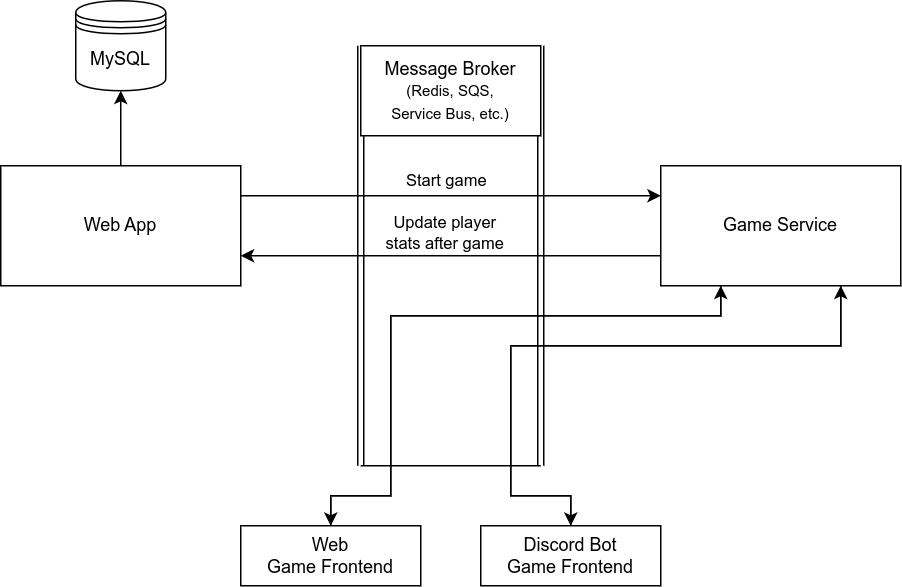 MySQL
Message Broker
(Redis, SQS,
Service Bus, etc.)
Start game
Web App
Update player
stats after game
Game Service
Web
Game Frontend
Discord Bot
Game Frontend